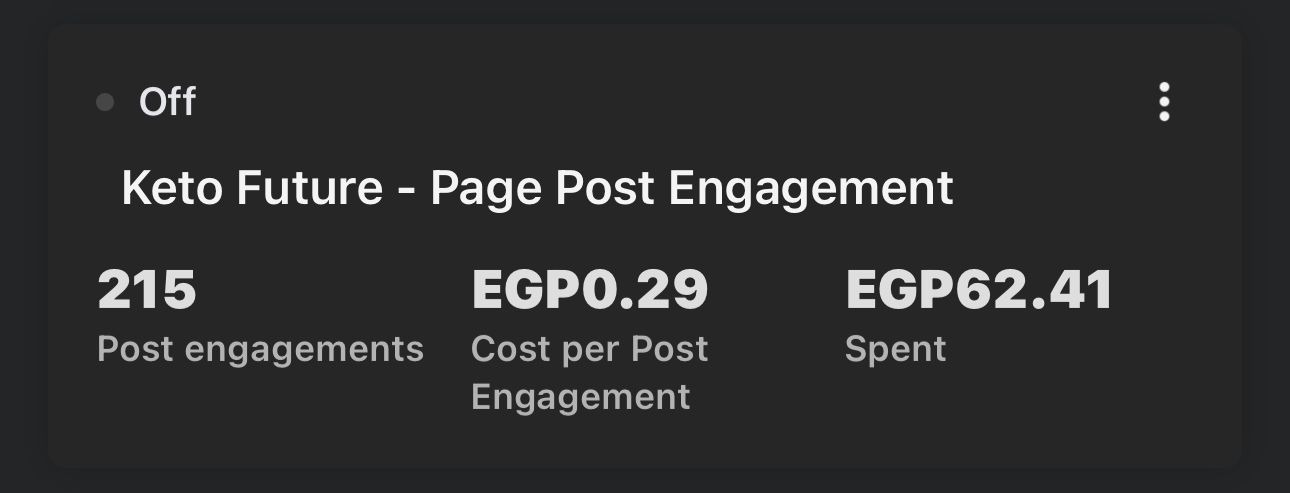 Off
Keto Future - Page Post Engagement
215
EGP0.29
EGP62.41
Post engagements
Cost per Post
Spent
Engagement